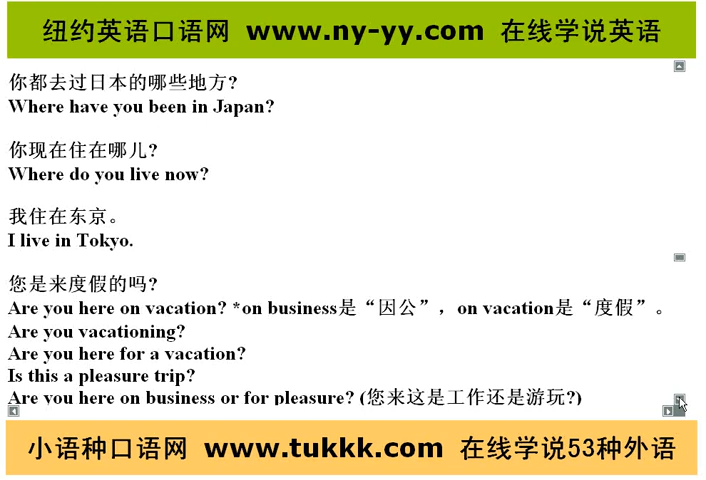 纽约英语口语网 www.ny-yy.com 在线学说英语
你都去过日本的哪些地方?
Where have you been in Japan?
你现在住在哪儿?
Where do you live now?
我住在东京。
I live in Tokyo.
您是来度假的吗?
Are you here on vacation? *on business是“因公”，on vacation是“度假”。
Are you vacationing?
Are you here for a vacation?
Is this a pleasure trip?
Are you here on business or for pleasure? (您来这是工作还是游玩?)
小语种口语网 www.tukkk.com 在线学说53种外语